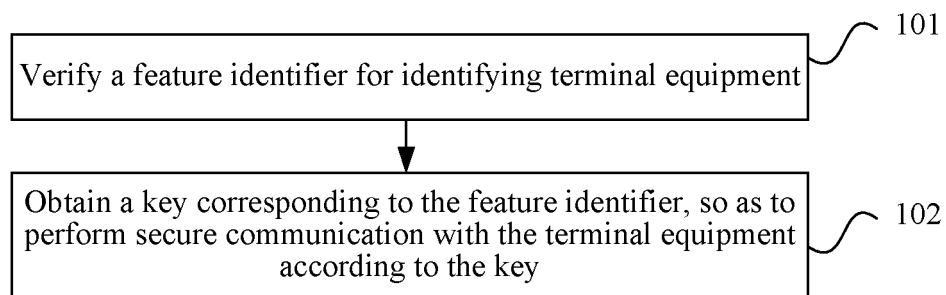 101
Verify a feature identifier for identifying terminal equipment
Obtain a key corresponding to the feature identifier, so as to
perform secure communication with the terminal equipment
according to the key
102